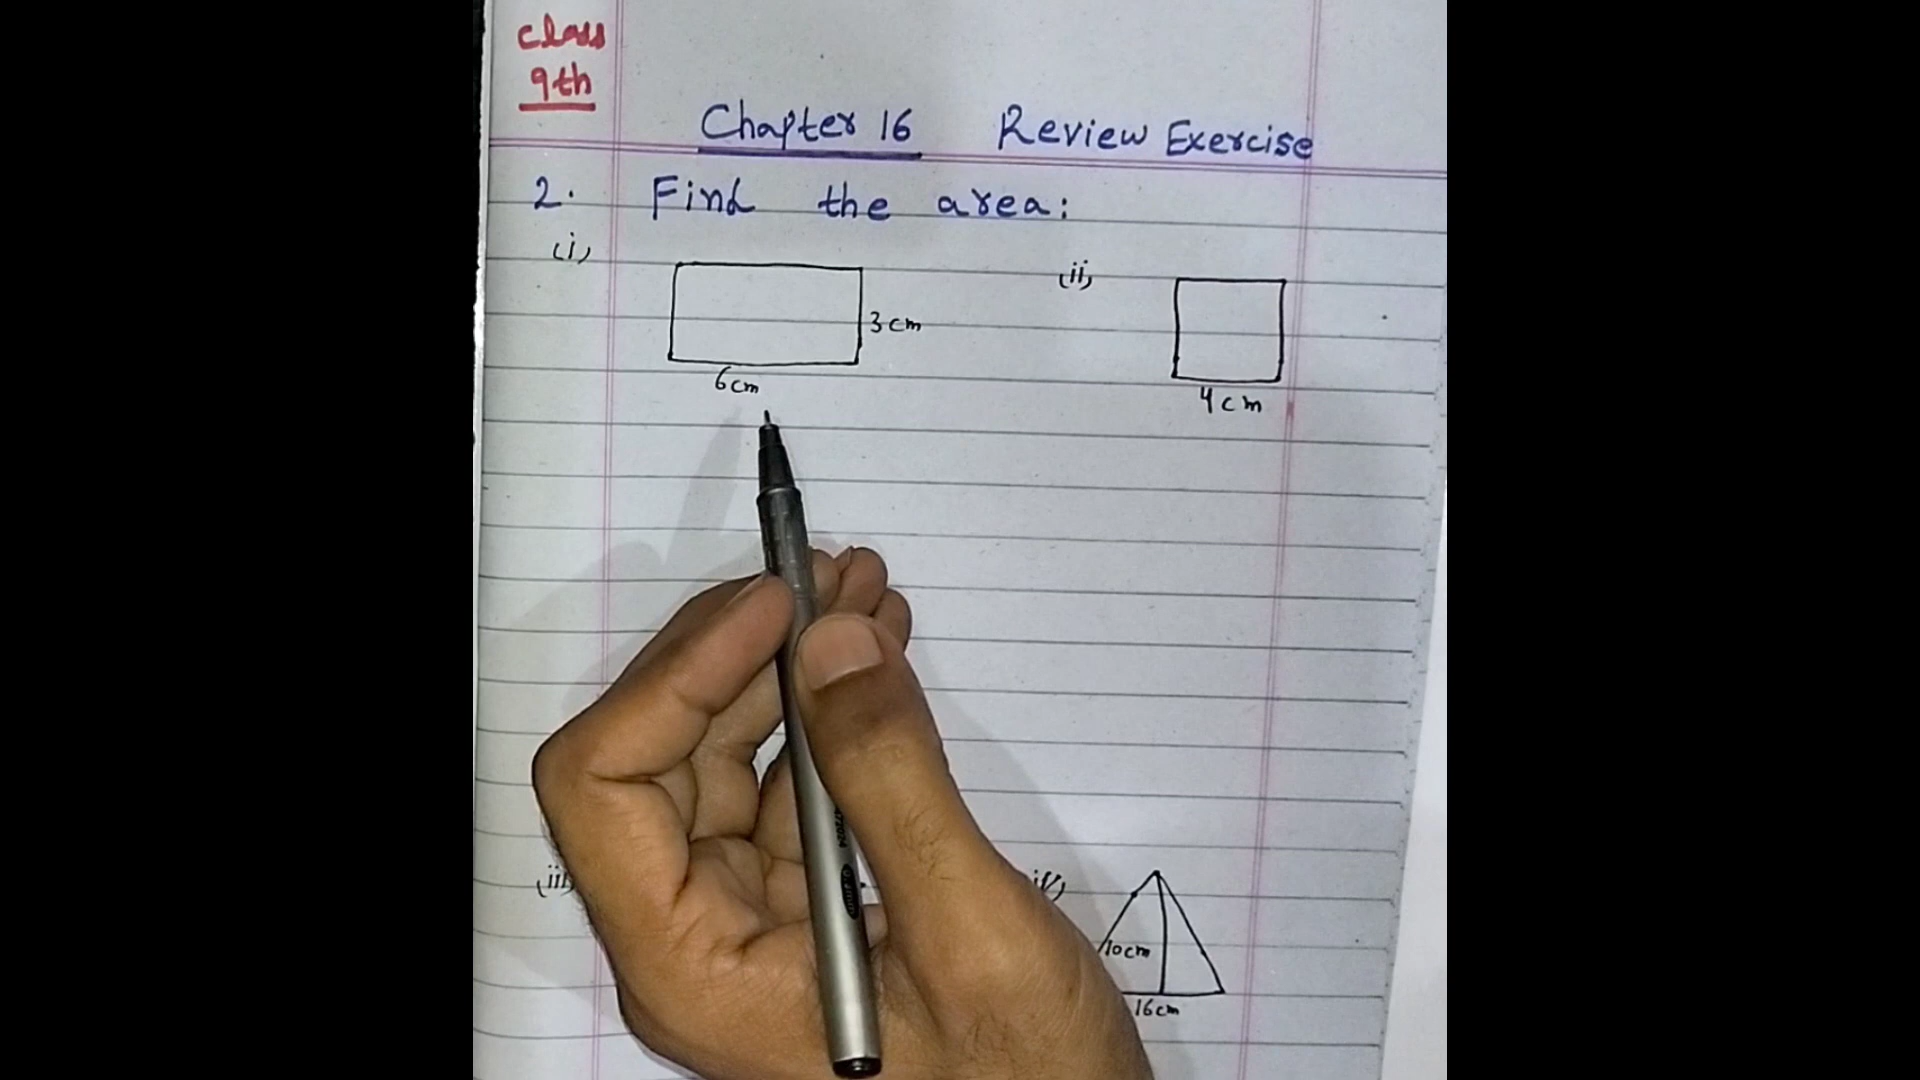 Class
9th
Chapter 16 Review Exercise
2. Find the area:
(i)
(ii)
3cm
6cm
4cm
(iii)
iv)
10cm
16cm